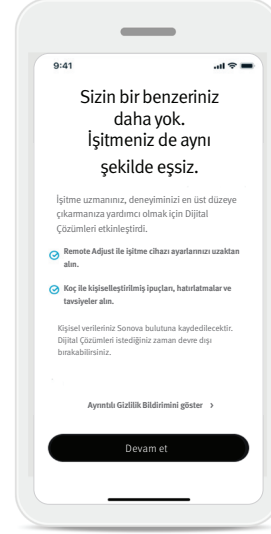 9:41
Sizin bir benzeriniz
daha yok.
İşitmeniz de aynı
şekilde eşsiz.
İşitme uzmanınız, deneyiminizi en üst düzeye
çıkarmanıza yardımcı olmak için Dijital
Çözümleri etkinleştirdi.
Remote Adjust ile işitme cihazı ayarlarınızı uzaktan
alın.
Koç ile kişiselleştirilmiş ipuçları, hatırlatmalar ve
tavsiyeler alın.
Kişisel verileriniz Sonova bulutuna kaydedilecektir.
Dijital Çözümleri istediğiniz zaman devre dışı
bırakabilirsiniz.
Ayrıntılı Gizlilik Bildirimini göster >
Devam et